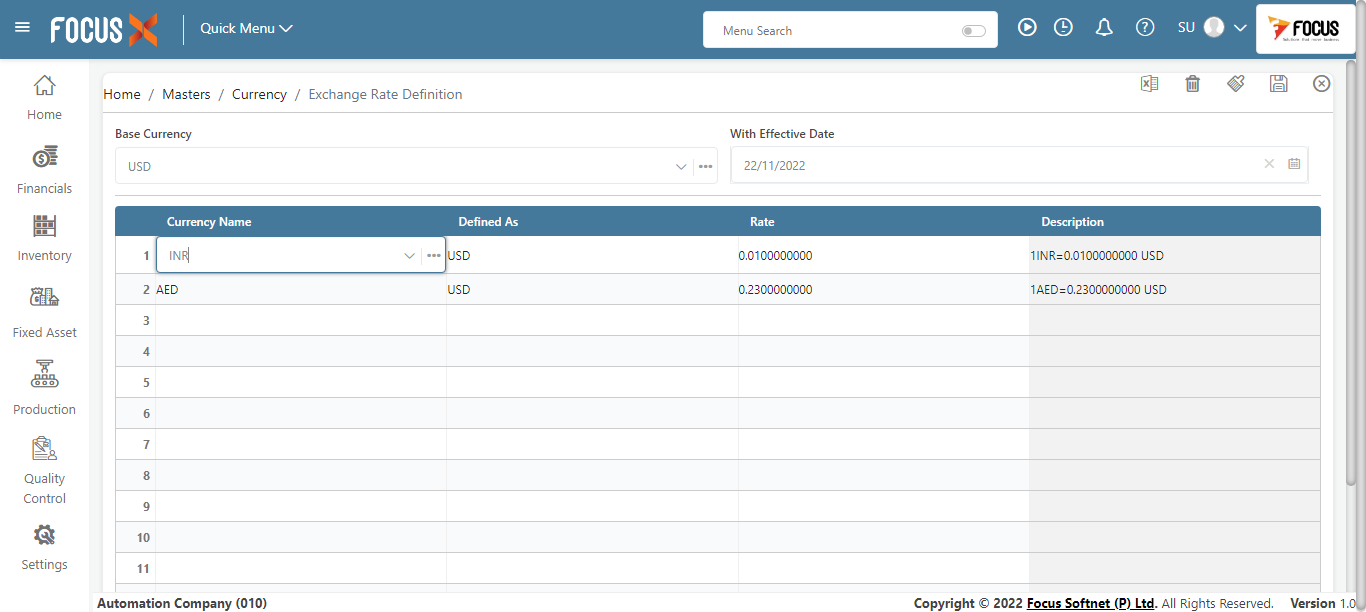 FOCUS X Quick Menu Menu Search SU FOCUS
Home
Financials
Inventory
Fixed Asset
Production
Quality
Control
Settings
Home / Masters / Currency / Exchange Rate Definition
Base Currency With Effective Date
USD 22/11/2022
Currency Name Defined As Rate Description
1 INR USD 0.0100000000 1INR=0.0100000000 USD
2 AED USD 0.2300000000 1AED=0.2300000000 USD
3
4
5
6
7
8
9
10
11
Automation Company (010) Copyright © 2022 Focus Softnet (P) Ltd. All Rights Reserved. Version 1.0